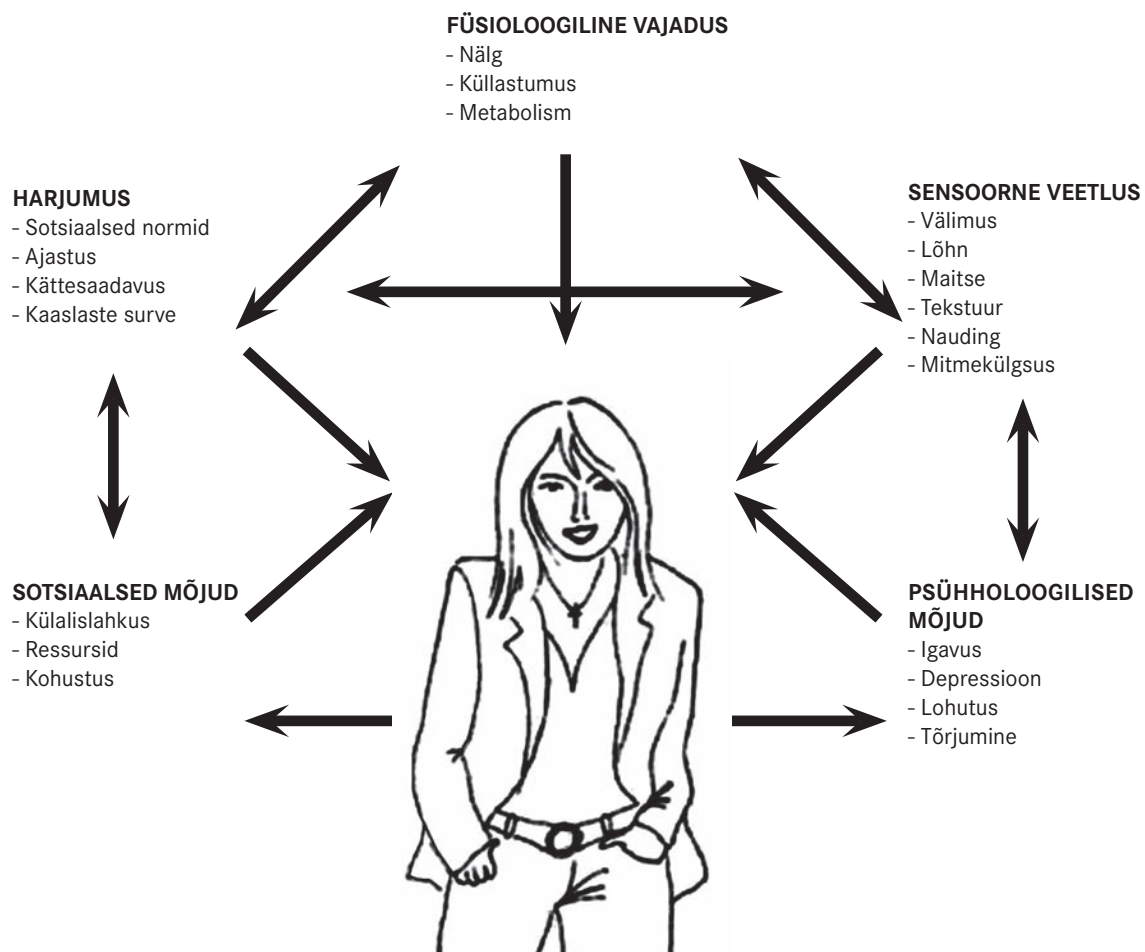 FÜSIOLOOGILINE VAJADUS
- Nälg
- Küllastumus
- Metabolism
HARJUMUS
- Sotsiaalsed normid
- Ajastus
- Kättesaadavus
- Kaaslaste surve
SENSOORNE VEETLUS
- Välimus
- Lõhn
- Maitse
- Tekstuur
- Nauding
- Mitmekülgsus
SOTSIAALSED MÕJUD
- Külalislahkus
- Ressursid
- Kohustus
PSÜHHOLOOGILISED
MÕJUD
- Igavus
- Depressioon
- Lohutus
- Tõrjumine